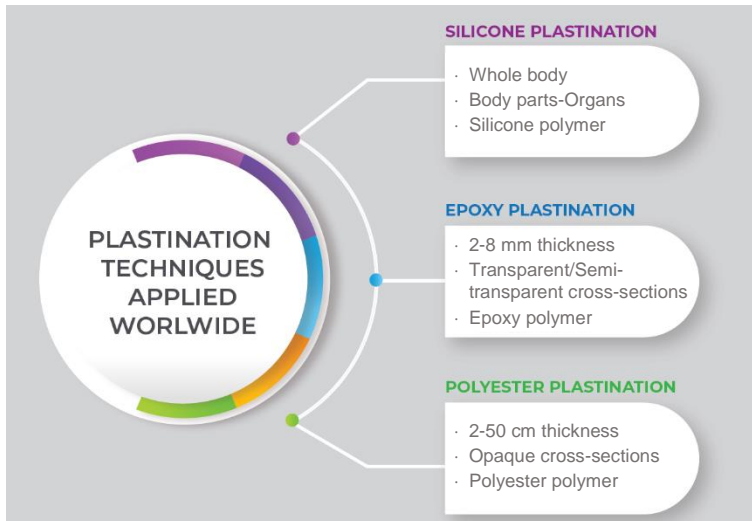 PLASTINATION
TECHNIQUES
APPLIED
WORLWIDE
SILICONE PLASTINATION
· Whole body
· Body parts-Organs
· Silicone polymer
EPOXY PLASTINATION
· 2-8 mm thickness
· Transparent/Semi-
transparent cross-sections
· Epoxy polymer
POLYESTER PLASTINATION
· 2-50 cm thickness
· Opaque cross-sections
· Polyester polymer